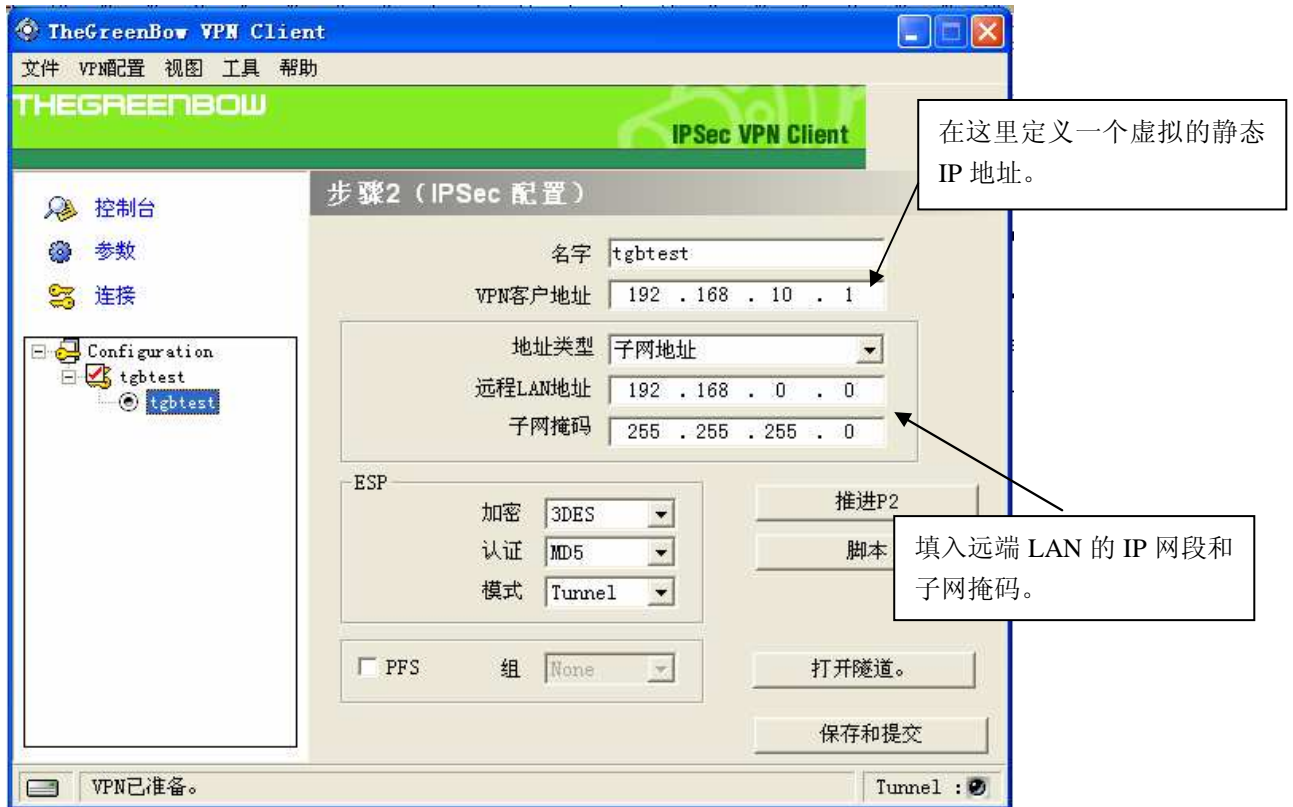 TheGreenBow VPN Client
文件 VPN配置 视图 工具 帮助
THEGREENBOW
IPSec VPN Client
在这里定义一个虚拟的静态
IP 地址。
控制台
参数
连接
Configuration
tgbtest
tgbtest
步骤2（IPSec 配置）
名字 tgbtest
VPN客户地址 192 . 168 . 10 . 1
地址类型 子网地址
远程LAN地址 192 . 168 . 0 . 0
子网掩码 255 . 255 . 255 . 0
ESP
加密 3DES
认证 MD5
模式 Tunnel
推进P2
脚本
填入远端 LAN 的 IP 网段和
子网掩码。
PFS 组 None
打开隧道。
保存和提交
VPN已准备。
Tunnel :